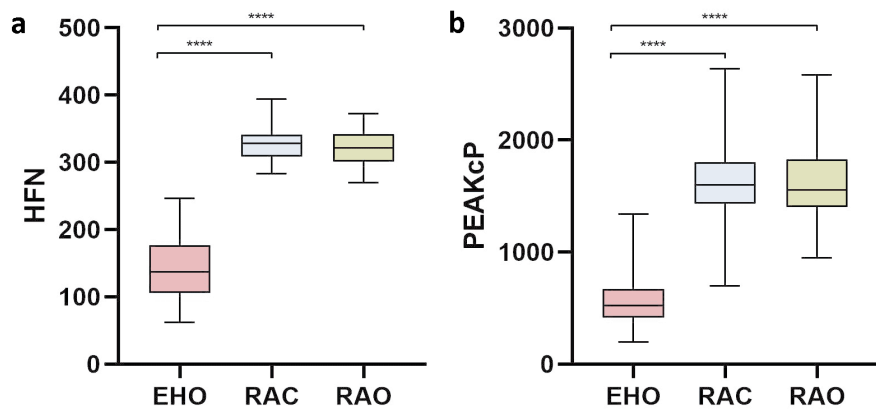 a
HFN
500
400
300
200
100
0
****
****
EHO RAC RAO
b
PEAKcP
3000
2000
1000
0
****
****
EHO RAC RAO